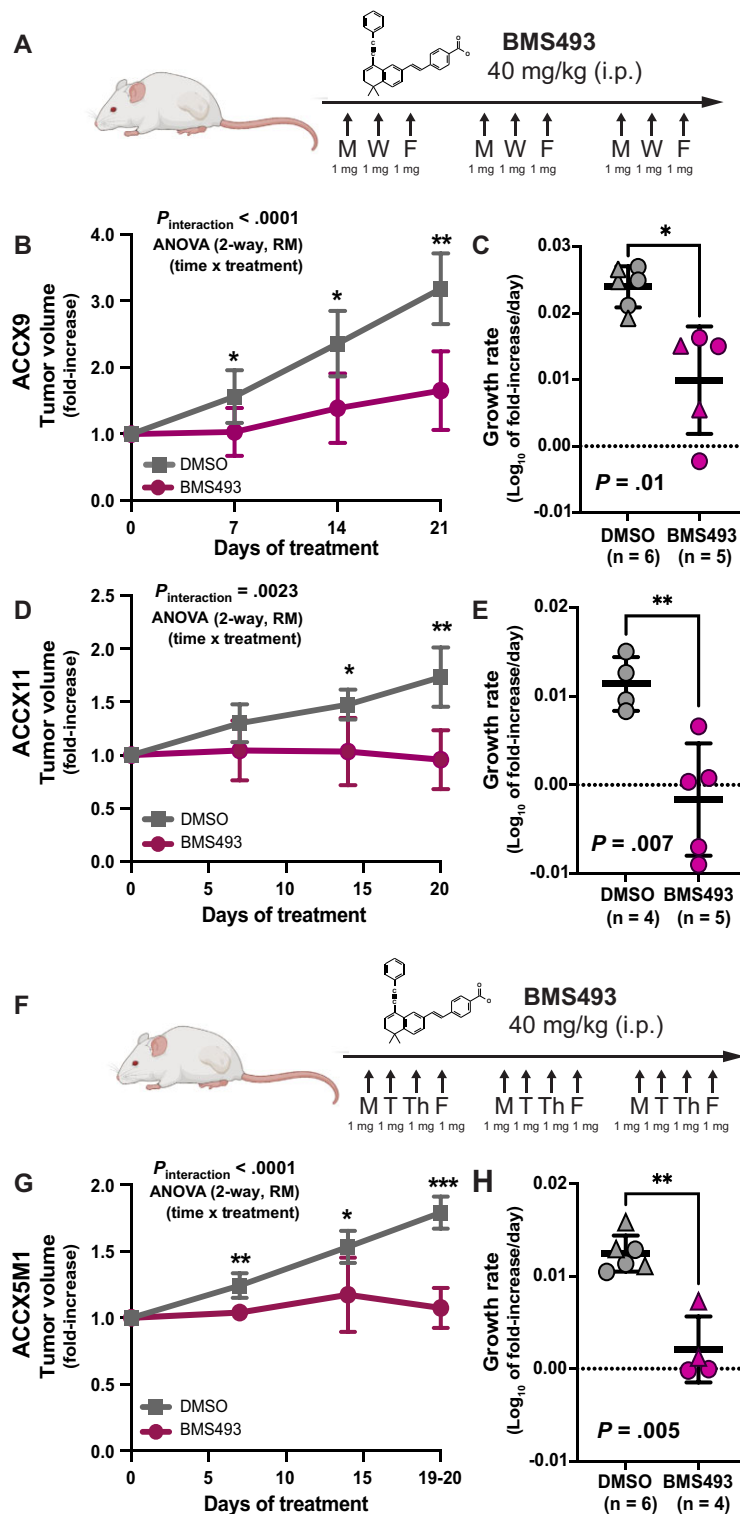 A
BMS493
40 mg/kg (i.p.)
C
C
O
O
M W F M W F M W F
1 mg 1 mg 1 mg 1 mg 1 mg 1 mg 1 mg 1 mg 1 mg
B
P interaction < .0001
ANOVA (2-way, RM)
(time x treatment)
ACCX9
Tumor volume
(fold-increase)
4.0
3.0
2.0
1.0
0.0
*
*
**
DMSO
BMS493
0 7 14 21
Days of treatment
C
*
Growth rate
(Log10 of fold-increase/day)
0.03
0.02
0.01
0.00
-0.01
P = .01
DMSO BMS493
(n = 6) (n = 5)
D
P interaction = .0023
ANOVA (2-way, RM)
(time x treatment)
ACCX11
Tumor volume
(fold-increase)
2.5
2.0
1.5
1.0
0.5
0.0
*
**
DMSO
BMS493
0 5 10 15 20
Days of treatment
E
**
Growth rate
(Log10 of fold-increase/day)
0.02
0.01
0.00
-0.01
P = .007
DMSO BMS493
(n = 4) (n = 5)
F
BMS493
40 mg/kg (i.p.)
C
C
O
O
M T Th F M T Th F M T Th F
1 mg 1 mg 1 mg 1 mg 1 mg 1 mg 1 mg 1 mg 1 mg 1 mg 1 mg 1 mg
G
P interaction < .0001
ANOVA (2-way, RM)
(time x treatment)
ACCX5M1
Tumor volume
(fold-increase)
2.0
1.5
1.0
0.5
0.0
**
*
***
DMSO
BMS493
0 5 10 15 19-20
Days of treatment
H
**
Growth rate
(Log10 of fold-increase/day)
0.02
0.01
0.00
-0.01
P = .005
DMSO BMS493
(n = 6) (n = 4)